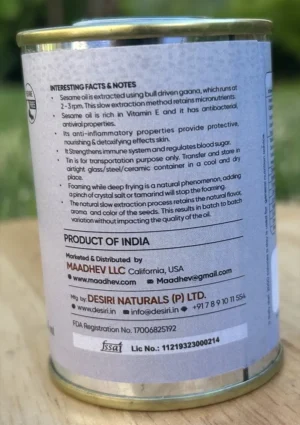 INTERESTING FACTS & NOTES
• Sesame oil is extracted using bull driven gaana, which runs at
2 - 3 rpm. This slow extraction method retains micronutrients.
• Sesame oil is rich in Vitamin E and it has antibacterial,
antiviral properties.
• Its anti-inflammatory properties provide protective,
nourishing & detoxifying effects skin.
• It Strengthens immune system and regulates blood sugar.
• Tin is for transportation purpose only. Transfer and store in
airtight glass/steel/ceramic container in a cool and dry
place.
• Foaming while deep frying is a natural phenomenon, adding
a pinch of crystal salt or tamarind will stop the foaming.
• The natural slow extraction process retains the natural flavor,
aroma and color of the seeds. This results in batch to batch
variation without impacting the quality of oil.
PRODUCT OF INDIA
Marketed & Distributed by
MAADHEV LLC California, USA
www.maadhev.com Maadhev@gmail.com
Mfg. by DESIRI NATURALS (P) LTD.
www.desiri.in info@desiri.in +91 7 8 9 10 11 554
FDA Registration No. 17006825192
fssai Lic No.: 11219323000214